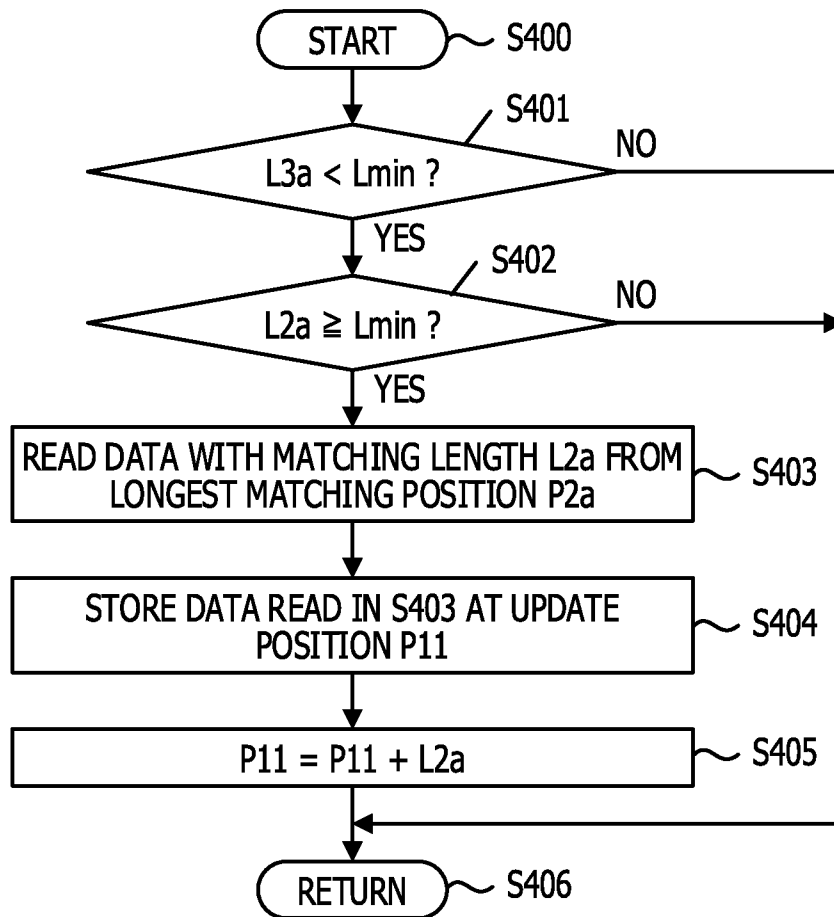 START
S400
S401
L3a < Lmin ?
NO
YES
S402
L2a ≧ Lmin ?
NO
YES
READ DATA WITH MATCHING LENGTH L2a FROM
LONGEST MATCHING POSITION P2a
S403
STORE DATA READ IN S403 AT UPDATE
POSITION P11
S404
P11 = P11 + L2a
S405
RETURN
S406